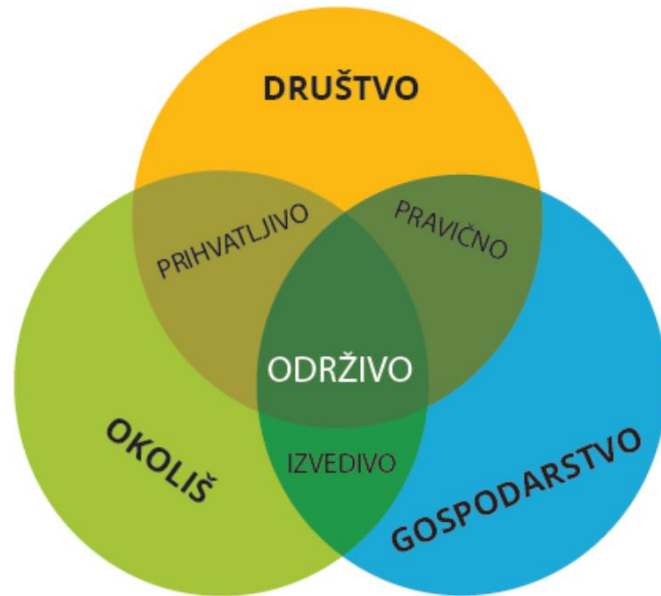 DRUŠTVO
PRIHVATLJIVO
PRAVIČNO
ODRŽIVO
OKOLIŠ
IZVEDIVO
GOSPODARSTVO